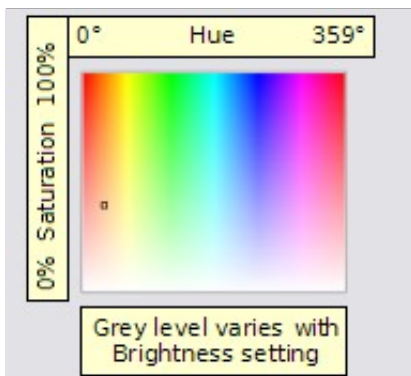 0° Hue 359°
0% Saturation 100%
Grey level varies with
Brightness setting